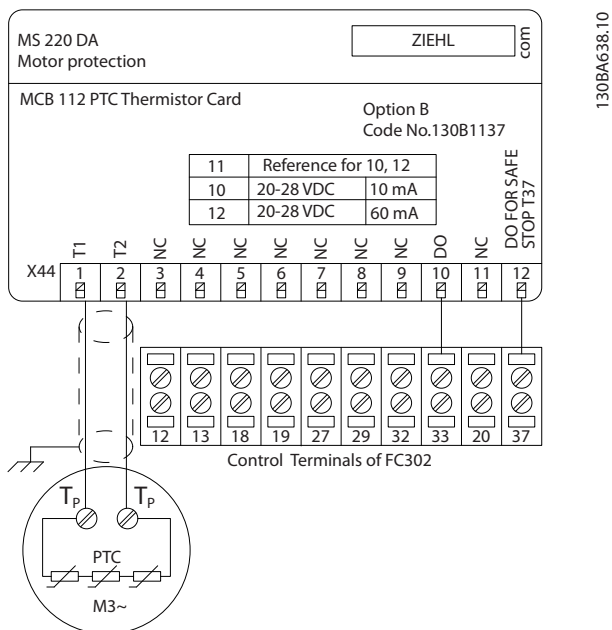 130BA638.10
MS 220 DA
Motor protection
ZIEHL
com
MCB 112 PTC Thermistor Card
Option B
Code No.130B1137
11 Reference for 10, 12
10 20-28 VDC 10 mA
12 20-28 VDC 60 mA
T1 T2 NC NC NC NC NC NC NC DO NC DO FOR SAFE
STOP T37
X44 1 2 3 4 5 6 7 8 9 10 11 12
12 13 18 19 27 29 32 33 20 37
Control Terminals of FC302
TP TP
PTC
M3~